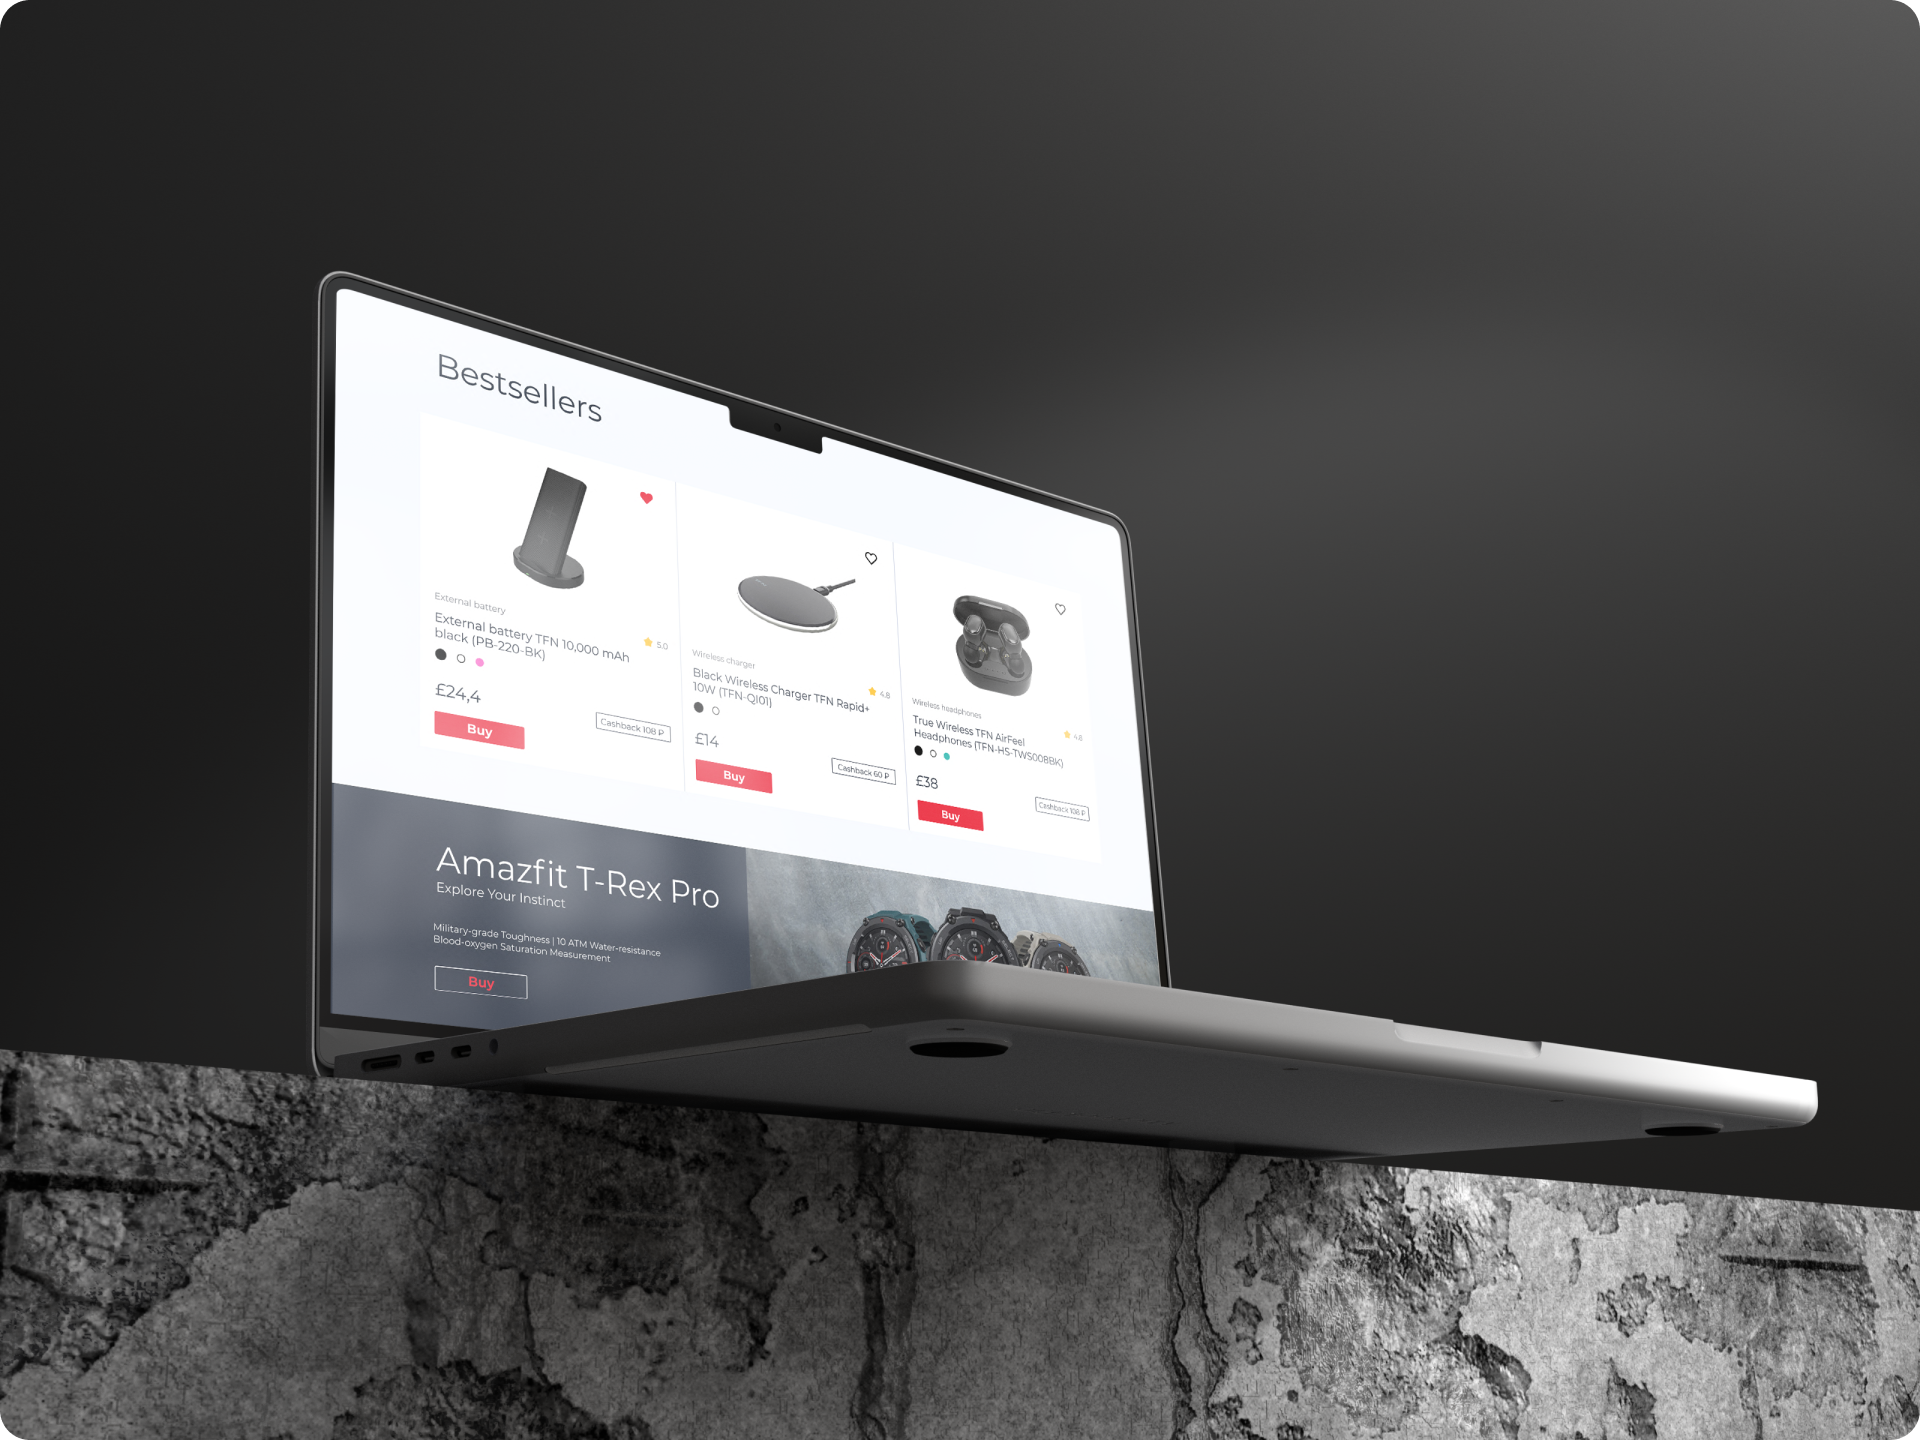 Bestsellers
External battery
External battery TFN 10,000 mAh
black (PB-220-BK)
5.0
£24,4
Buy
Cashback 108 ₽
Wireless charger
Black Wireless Charger TFN Rapid+
10W (TFN-QI01)
4.8
£14
Buy
Cashback 60 ₽
Wireless headphones
True Wireless TFN AirFeel
Headphones (TFN-HS-TWS008BK)
4.8
£38
Buy
Cashback 108 ₽
Amazfit T-Rex Pro
Explore Your Instinct
Military-grade Toughness | 10 ATM Water-resistance
Blood-oxygen Saturation Measurement
Buy